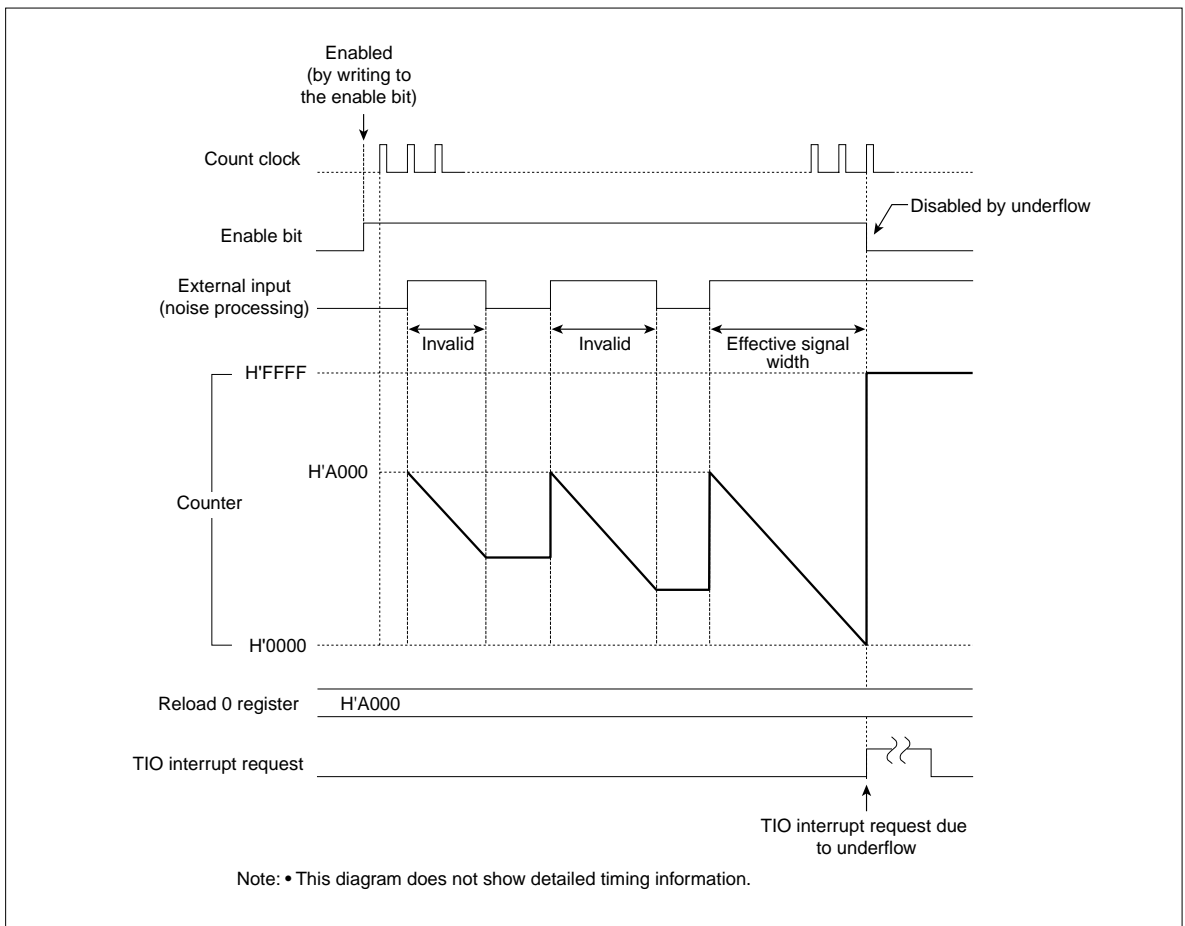 Enabled
(by writing to
the enable bit)
Count clock
Disabled by underflow
Enable bit
External input
(noise processing)
Invalid
Invalid
Effective signal
width
H'FFFF
H'A000
Counter
H'0000
Reload 0 register
H'A000
TIO interrupt request
TIO interrupt request due
to underflow
Note: • This diagram does not show detailed timing information.